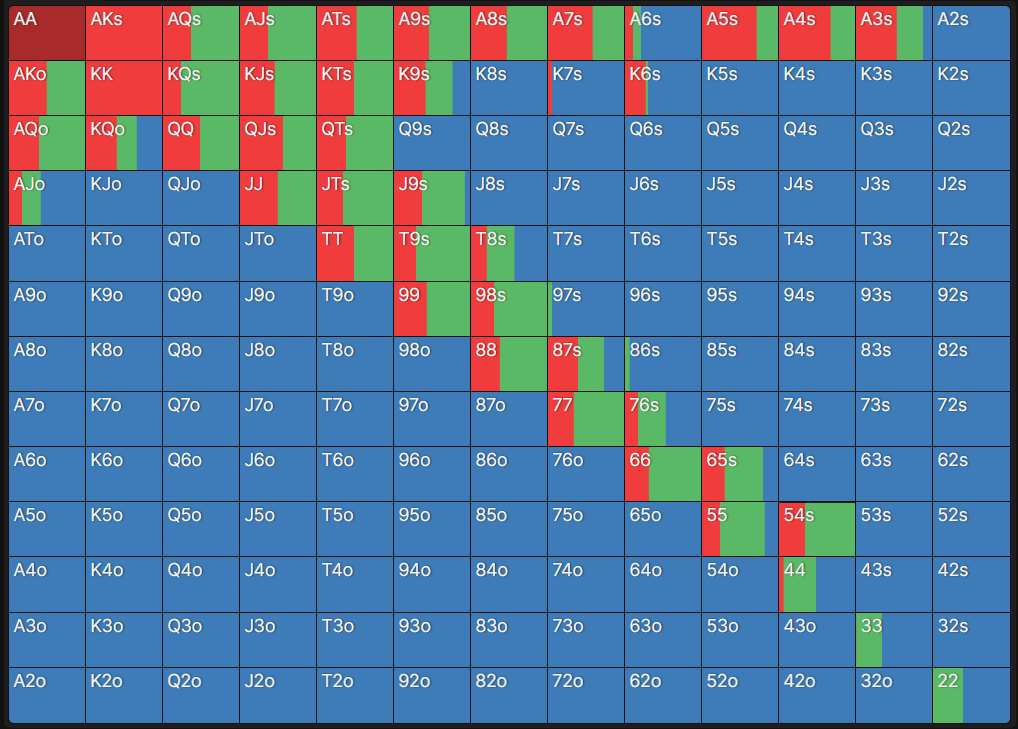 AA AKs AQs AJs ATs A9s A8s A7s A6s A5s A4s A3s A2s
AKo KK KQs KJs KTs K9s K8s K7s K6s K5s K4s K3s K2s
AQo KQo QQ QJs QTs Q9s Q8s Q7s Q6s Q5s Q4s Q3s Q2s
AJo KJo QJo JJ JTs J9s J8s J7s J6s J5s J4s J3s J2s
ATo KTo QTo JTo TT T9s T8s T7s T6s T5s T4s T3s T2s
A9o K9o Q9o J9o T9o 99 98s 97s 96s 95s 94s 93s 92s
A8o K8o Q8o J8o T8o 98o 88 87s 86s 85s 84s 83s 82s
A7o K7o Q7o J7o T7o 97o 87o 77 76s 75s 74s 73s 72s
A6o K6o Q6o J6o T6o 96o 86o 76o 66 65s 64s 63s 62s
A5o K5o Q5o J5o T5o 95o 85o 75o 65o 55 54s 53s 52s
A4o K4o Q4o J4o T4o 94o 84o 74o 64o 54o 44 43s 42s
A3o K3o Q3o J3o T3o 93o 83o 73o 63o 53o 43o 33 32s
A2o K2o Q2o J2o T2o 92o 82o 72o 62o 52o 42o 32o 22